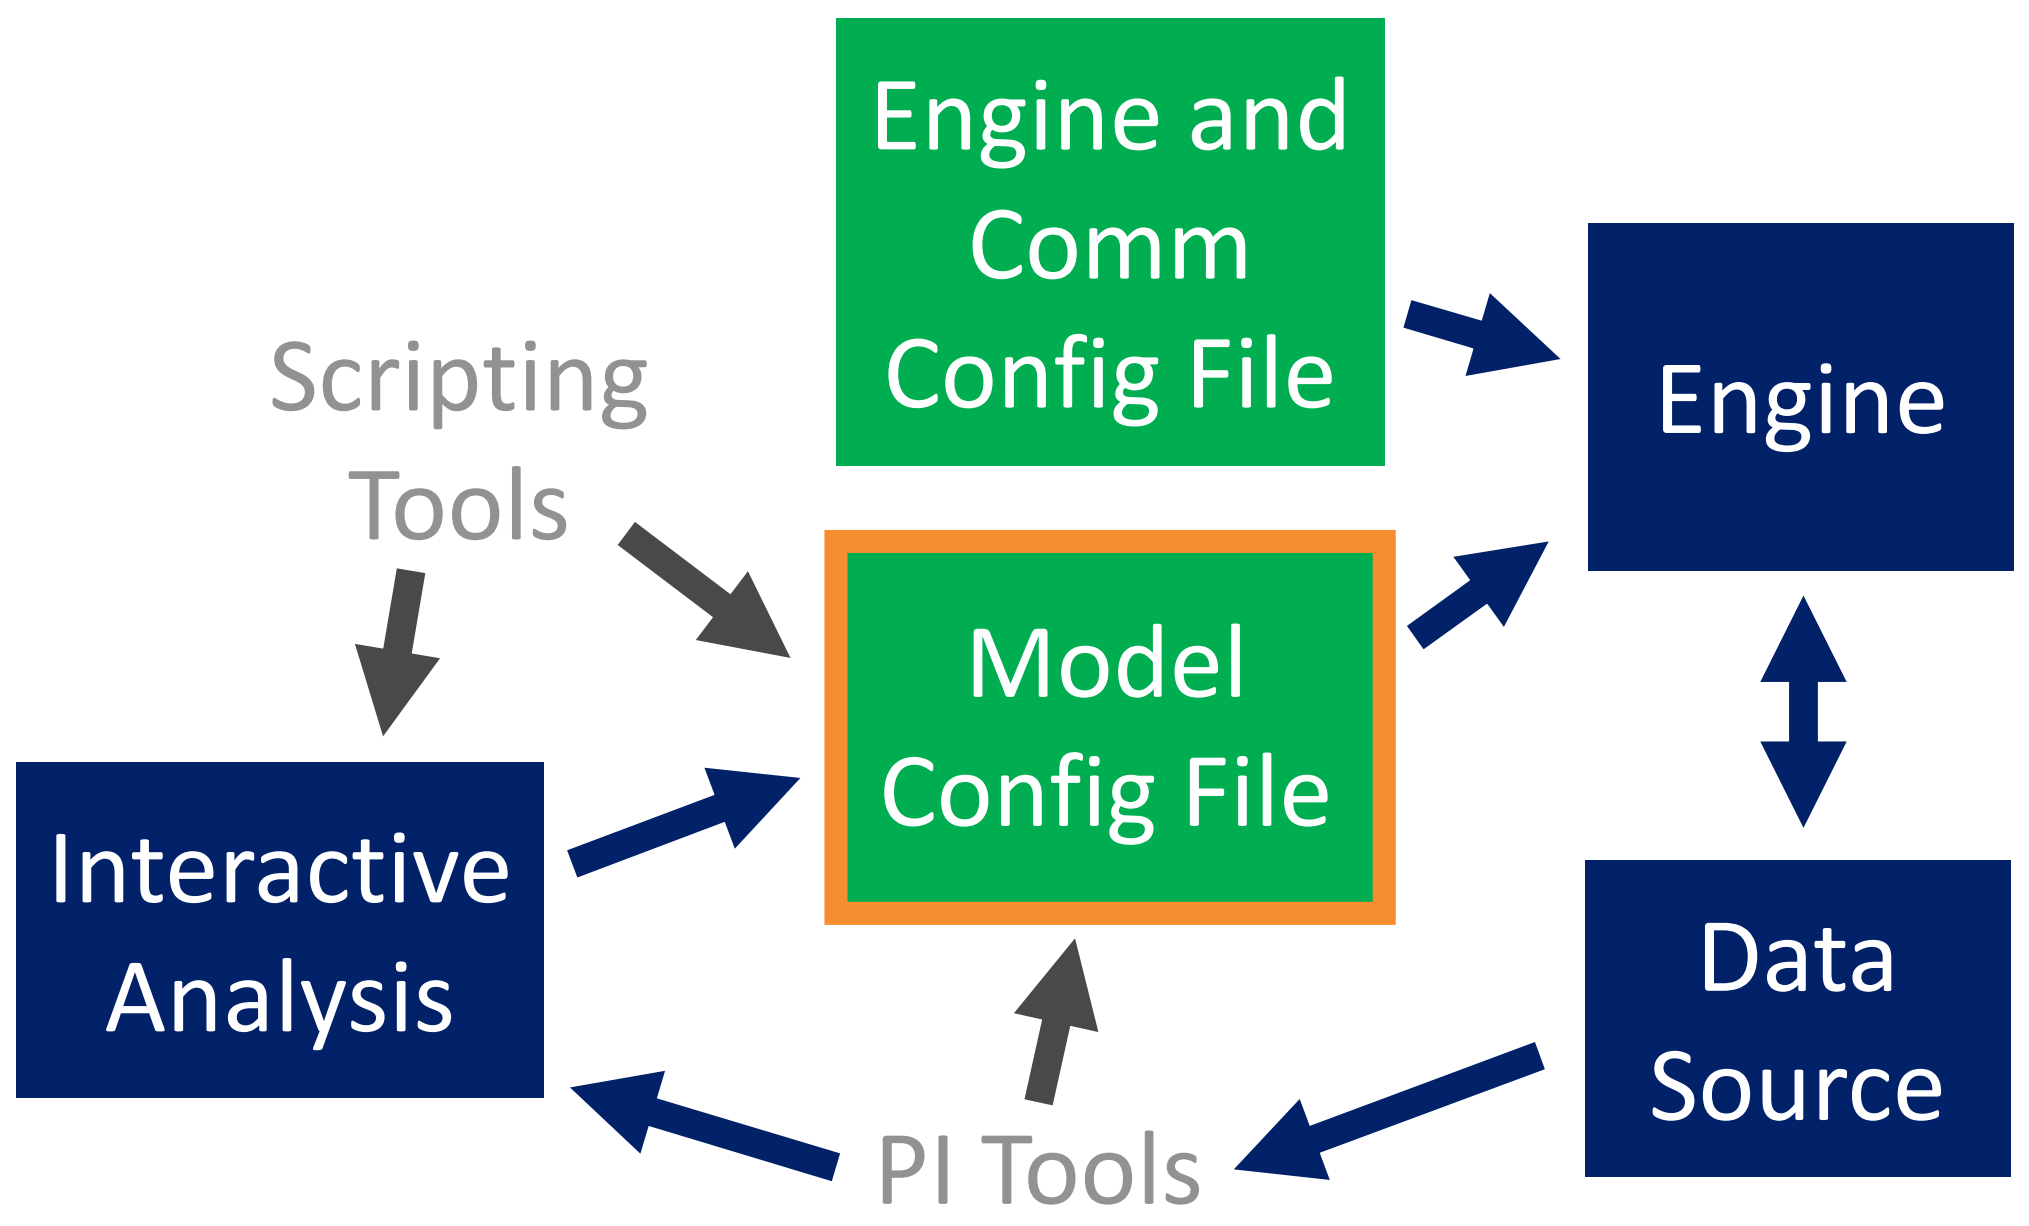 Engine and
Comm
Config File
Engine
Scripting
Tools
Model
Config File
Interactive
Analysis
Data
Source
PI Tools